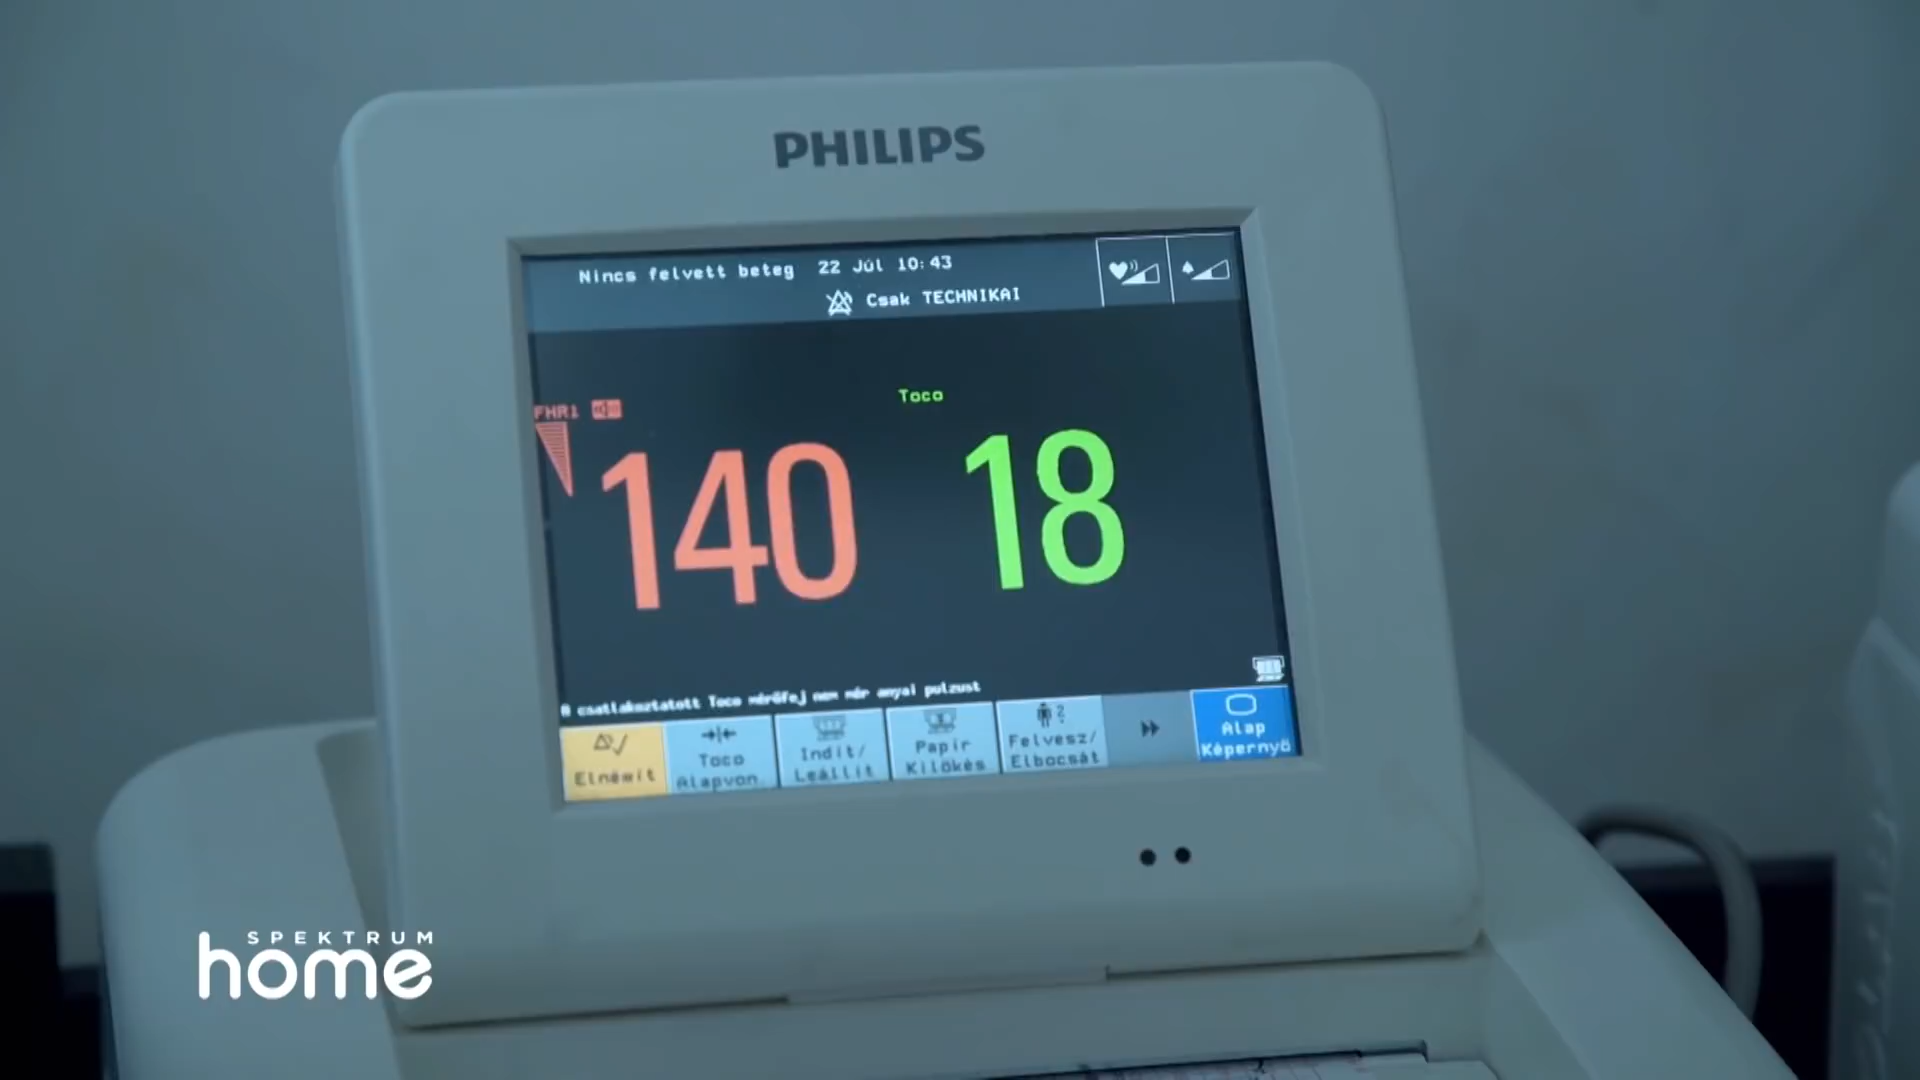 PHILIPS
Nincs felvett beteg 22 Júl 10:43
Csak TECHNIKAI
FHR1
Toco
140
18
A csatlakoztatott Toco mérőfej nem mér anyai pulzust
Elnémít
Toco Alapvon.
Indít/ Leállít
Papír Kilökés
Felvesz/ Elbocsát
Alap Képernyő
SPEKTRUM
home